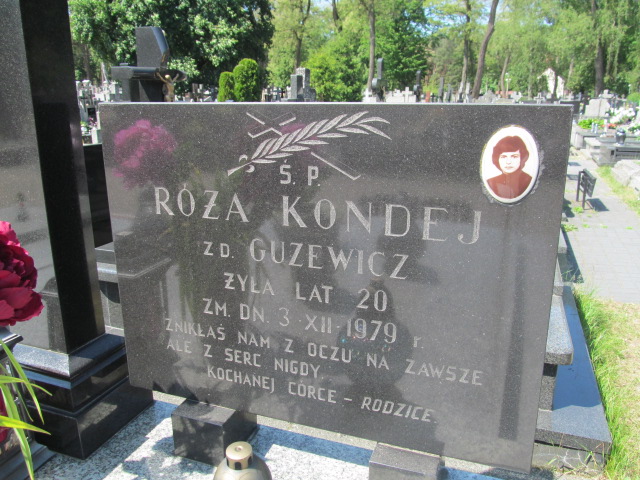 Ś. P.
RÓŻA KONDEJ
ZD. GUZEWICZ
ŻYŁA LAT 20
ZM. DN. 3-XII-1979 r.
ZNIKŁAŚ NAM Z OCZU NA ZAWSZE
ALE Z SERC NIGDY,
KOCHANEJ CÓRCE - RODZICE